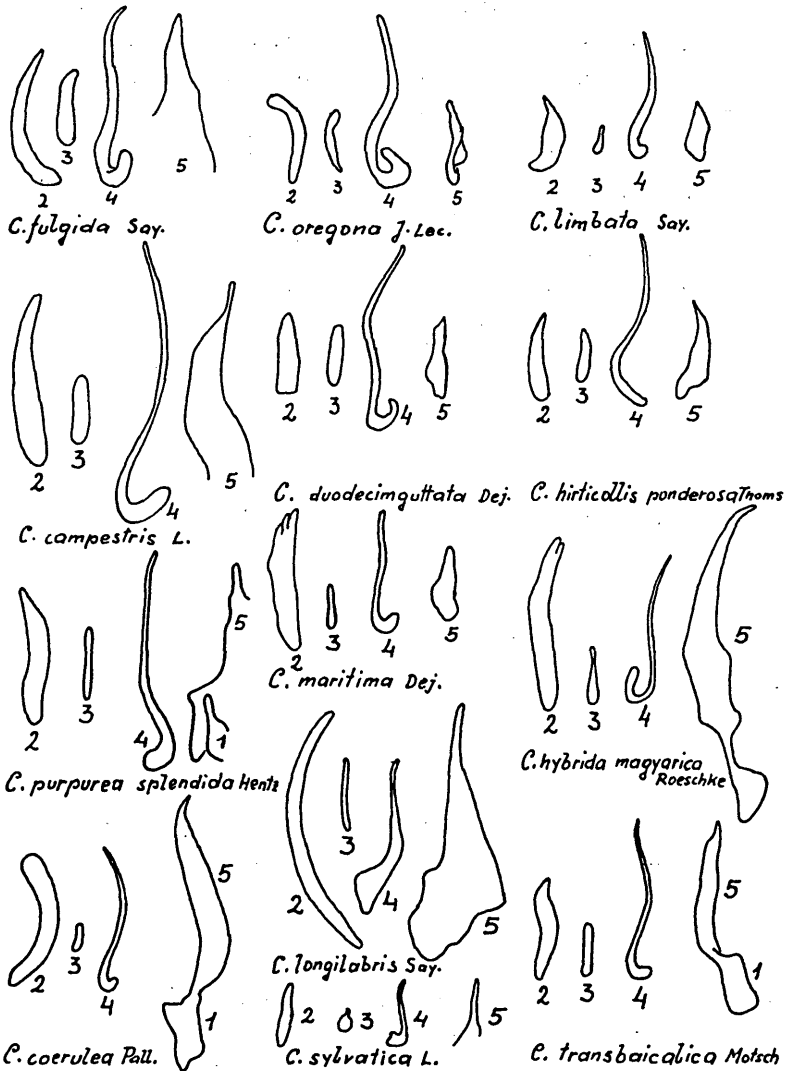 2 3 4 5
C. fulgida Say.
2 3 4 5
C. oregona J. Lec.
2 3 4 5
C. limbata Say.
2 3 4 5
C. campestris L.
2 3 4 5
C. duodecimguttata Dej.
2 3 4 5
C. hirticollis ponderosa Thoms
2 3 4 5 1
C. purpurea splendida Hentz
2 3 4 5
C. maritima Dej.
2 3 4 5
C. hybrida magyarica
Roeschke
2 3 4 5 1
C. coerulea Pall.
2 3 4 5
C. longilabris Say.
2 3 4 5
C. sylvatica L.
2 3 4 5 1
C. transbaicalica Motsch